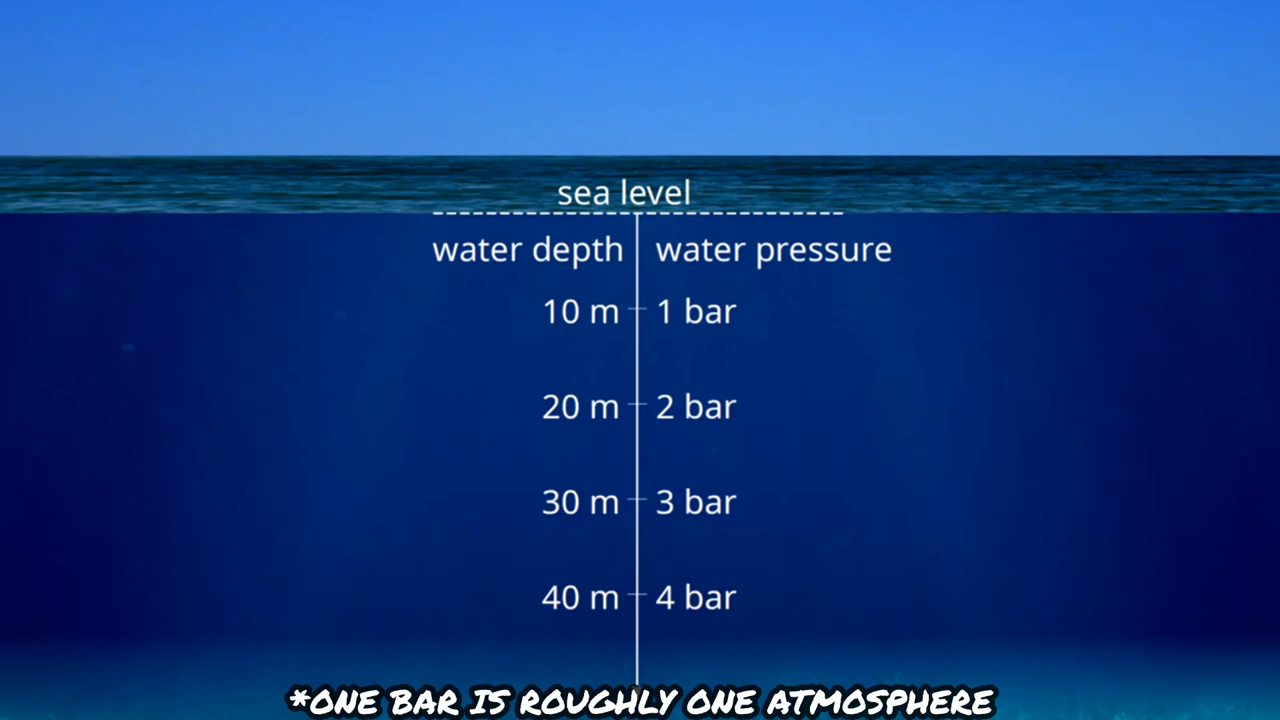 sea level
water depth water pressure
10 m 1 bar
20 m 2 bar
30 m 3 bar
40 m 4 bar
*ONE BAR IS ROUGHLY ONE ATMOSPHERE